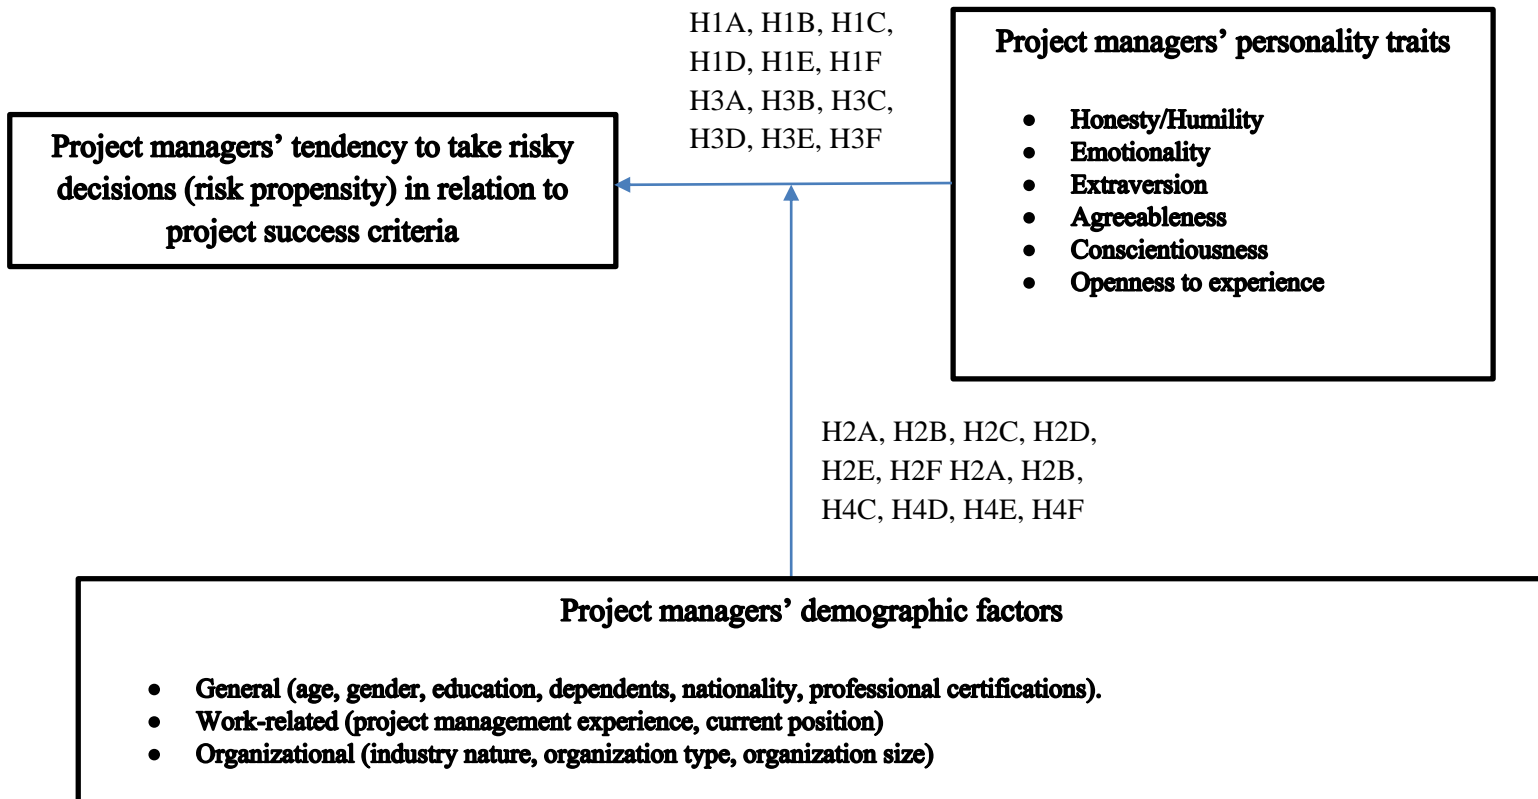 H1A, H1B, H1C,
H1D, H1E, H1F
H3A, H3B, H3C,
H3D, H3E, H3F
Project managers’ personality traits
● Honesty/Humility
● Emotionality
● Extraversion
● Agreeableness
● Conscientiousness
● Openness to experience
Project managers’ tendency to take risky
decisions (risk propensity) in relation to
project success criteria
H2A, H2B, H2C, H2D,
H2E, H2F H2A, H2B,
H4C, H4D, H4E, H4F
Project managers’ demographic factors
● General (age, gender, education, dependents, nationality, professional certifications).
● Work-related (project management experience, current position)
● Organizational (industry nature, organization type, organization size)